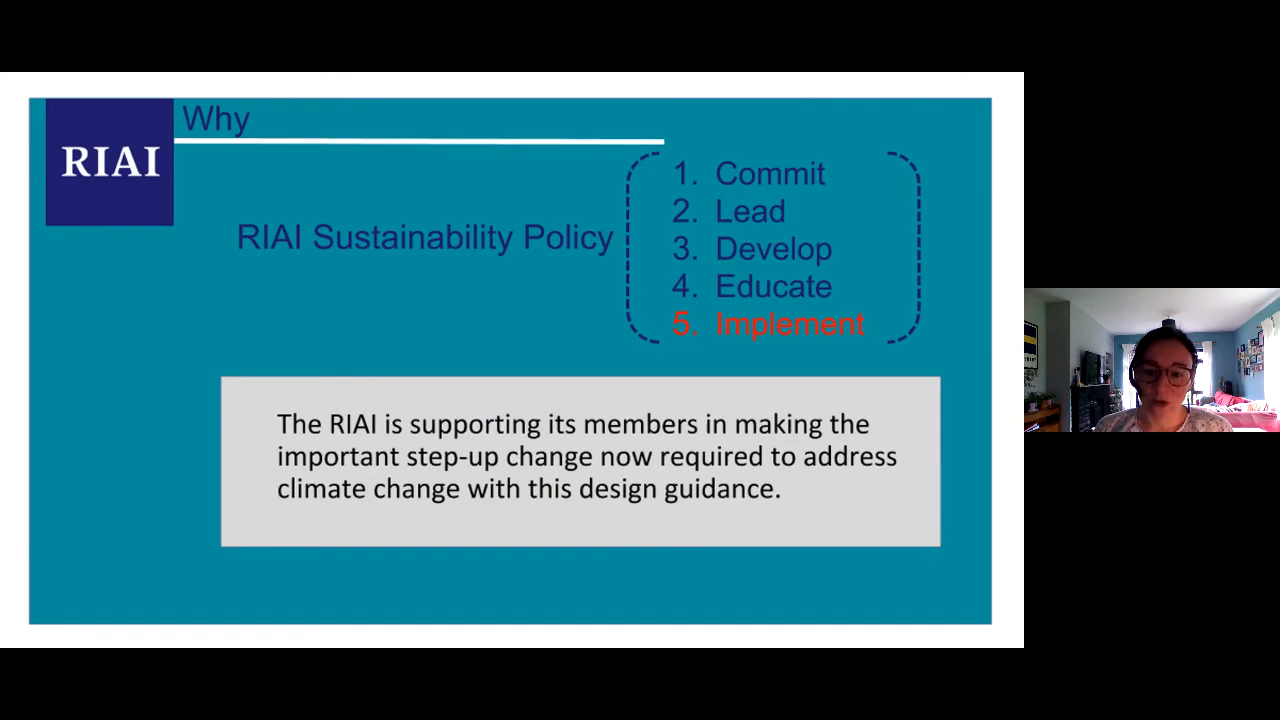 Why
RIAI
RIAI Sustainability Policy
1. Commit
2. Lead
3. Develop
4. Educate
5. Implement
The RIAI is supporting its members in making the
important step-up change now required to address
climate change with this design guidance.